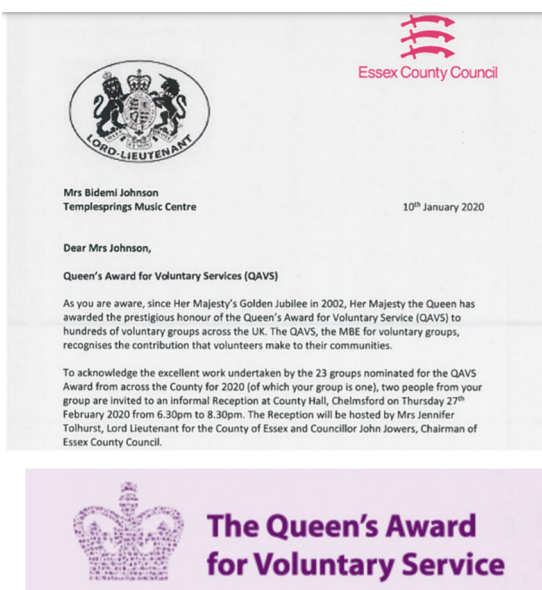 Essex County Council
LORD-LIEUTENANT
Mrs Bidemi Johnson
Templesprings Music Centre
10th January 2020
Dear Mrs Johnson,
Queen's Award for Voluntary Services (QAVS)
As you are aware, since Her Majesty's Golden Jubilee in 2002, Her Majesty the Queen has
awarded the prestigious honour of the Queen's Award for Voluntary Service (QAVS) to
hundreds of voluntary groups across the UK. The QAVS, the MBE for voluntary groups,
recognises the contribution that volunteers make to their communities.
To acknowledge the excellent work undertaken by the 23 groups nominated for the QAVS
Award from across the County for 2020 (of which your group is one), two people from your
group are invited to an informal Reception at County Hall, Chelmsford on Thursday 27th
February 2020 from 6.30pm to 8.30pm. The Reception will be hosted by Mrs Jennifer
Tolhurst, Lord Lieutenant for the County of Essex and Councillor John Jowers, Chairman of
Essex County Council.
The Queen's Award
for Voluntary Service